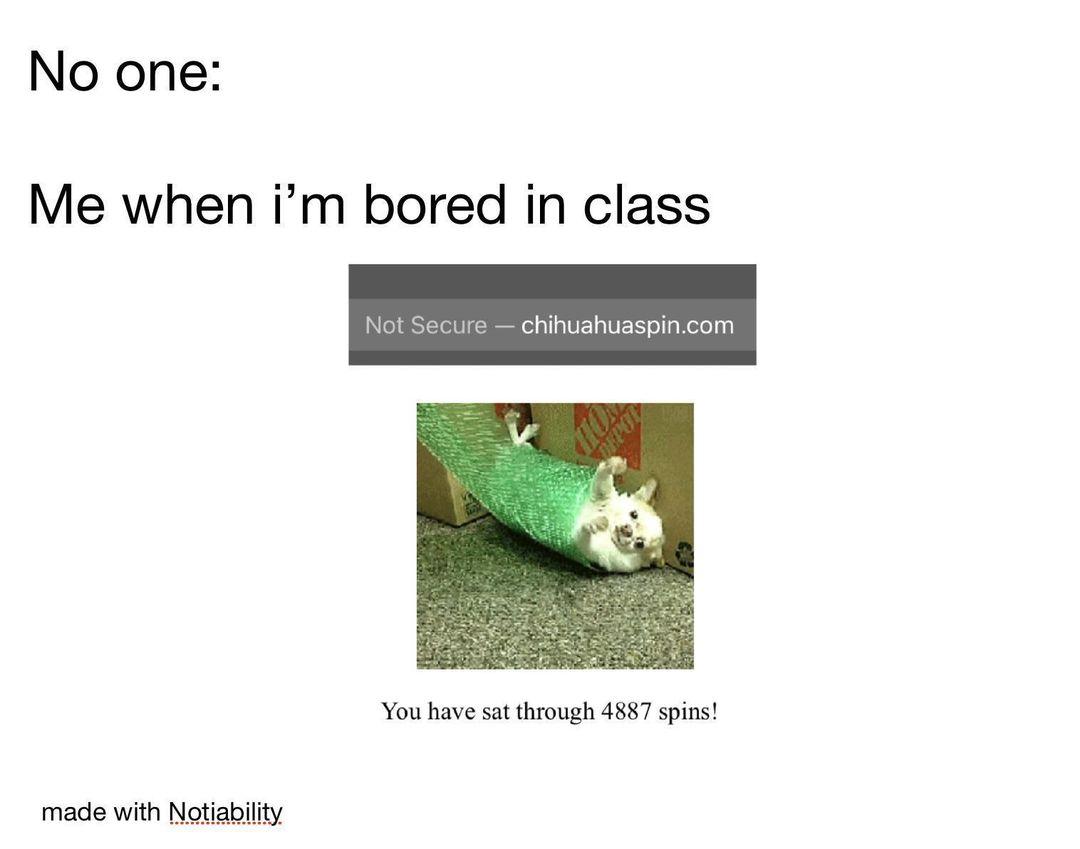 No one:
Me when i’m bored in class
Not Secure — chihuahuaspin.com
You have sat through 4887 spins!
made with Notiability